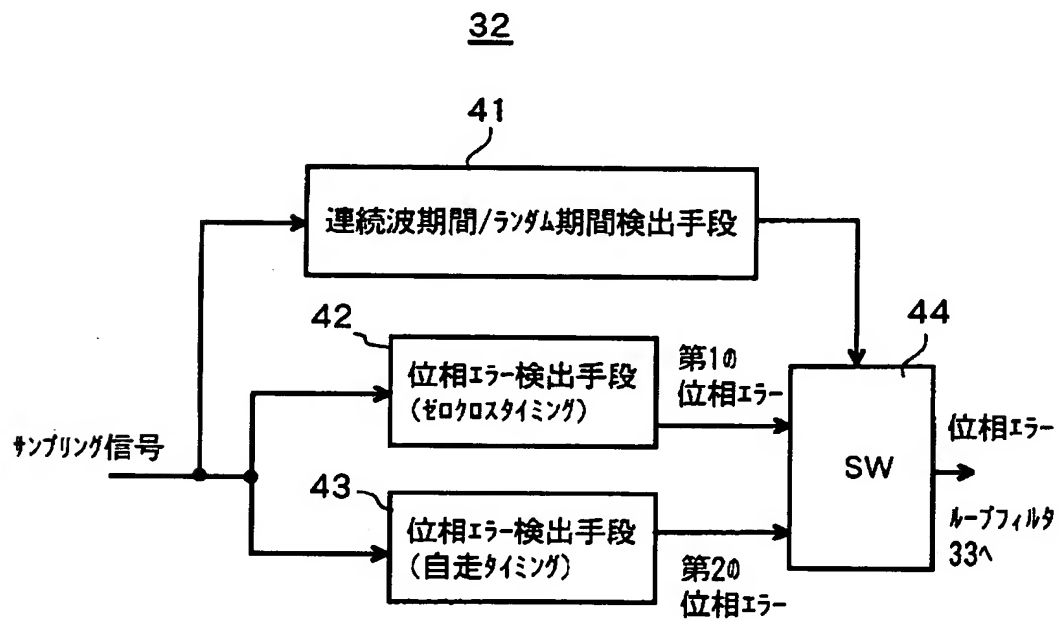 32
41
連続波期間/ランダム期間検出手段
42
位相エラー検出手段
(ゼロクロスタイミング)
第1の
位相エラー
44
サンプリング信号
SW
位相エラー
43
位相エラー検出手段
(自走タイミング)
第2の
位相エラー
ループフィルタ
33へ